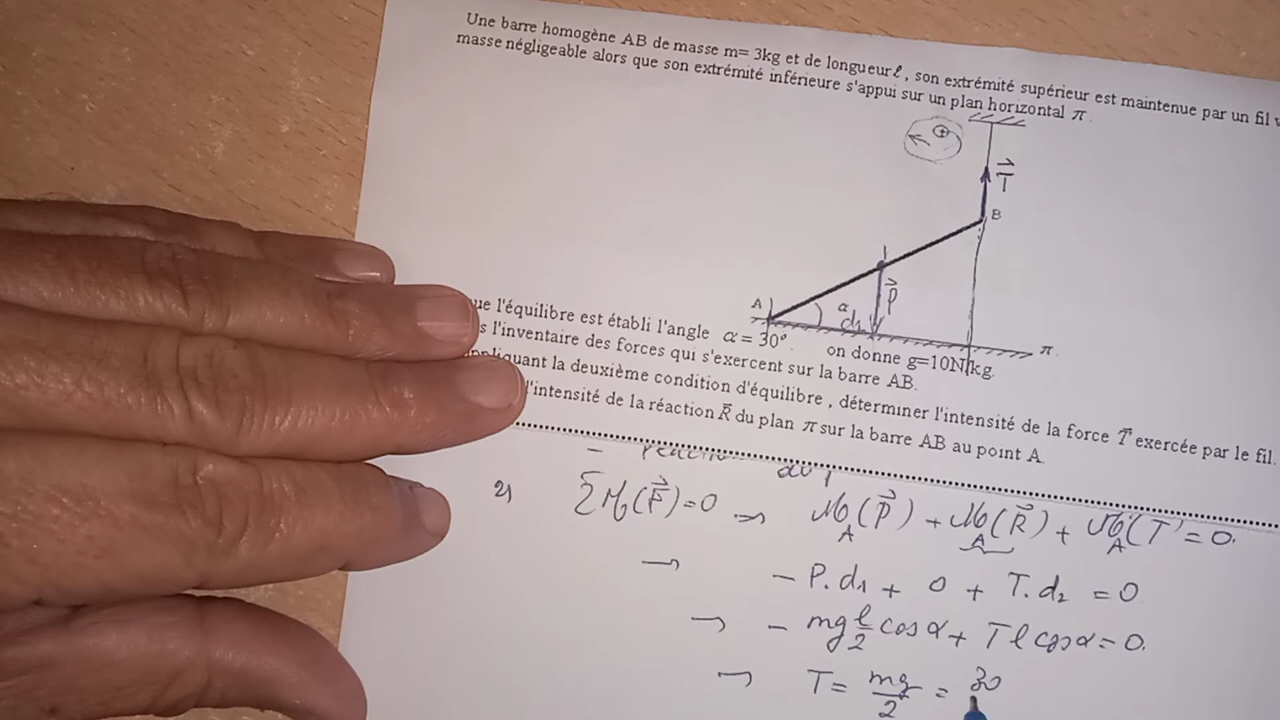 Une barre homogène AB de masse m= 3kg et de longueur ℓ, son extrémité supérieur est maintenue par un fil
masse négligeable alors que son extrémité inférieure s'appui sur un plan horizontal π.
+
T
B
A
P
α
d₁
π
l'équilibre est établi l'angle α = 30° on donne g=10N/kg
l'inventaire des forces qui s'exercent sur la barre AB.
la deuxième condition d'équilibre , déterminer l'intensité de la force T exercée par le fil.
l'intensité de la réaction R du plan π sur la barre AB au point A.
2) ΣM(F)=0 → M_A(P) + M_A(R) + M_A(T) = 0.
→ - P.d₁ + 0 + T.d₂ = 0
→ - mg ℓ/2 cosα + Tℓ cosα = 0.
→ T = mg/2 = 30